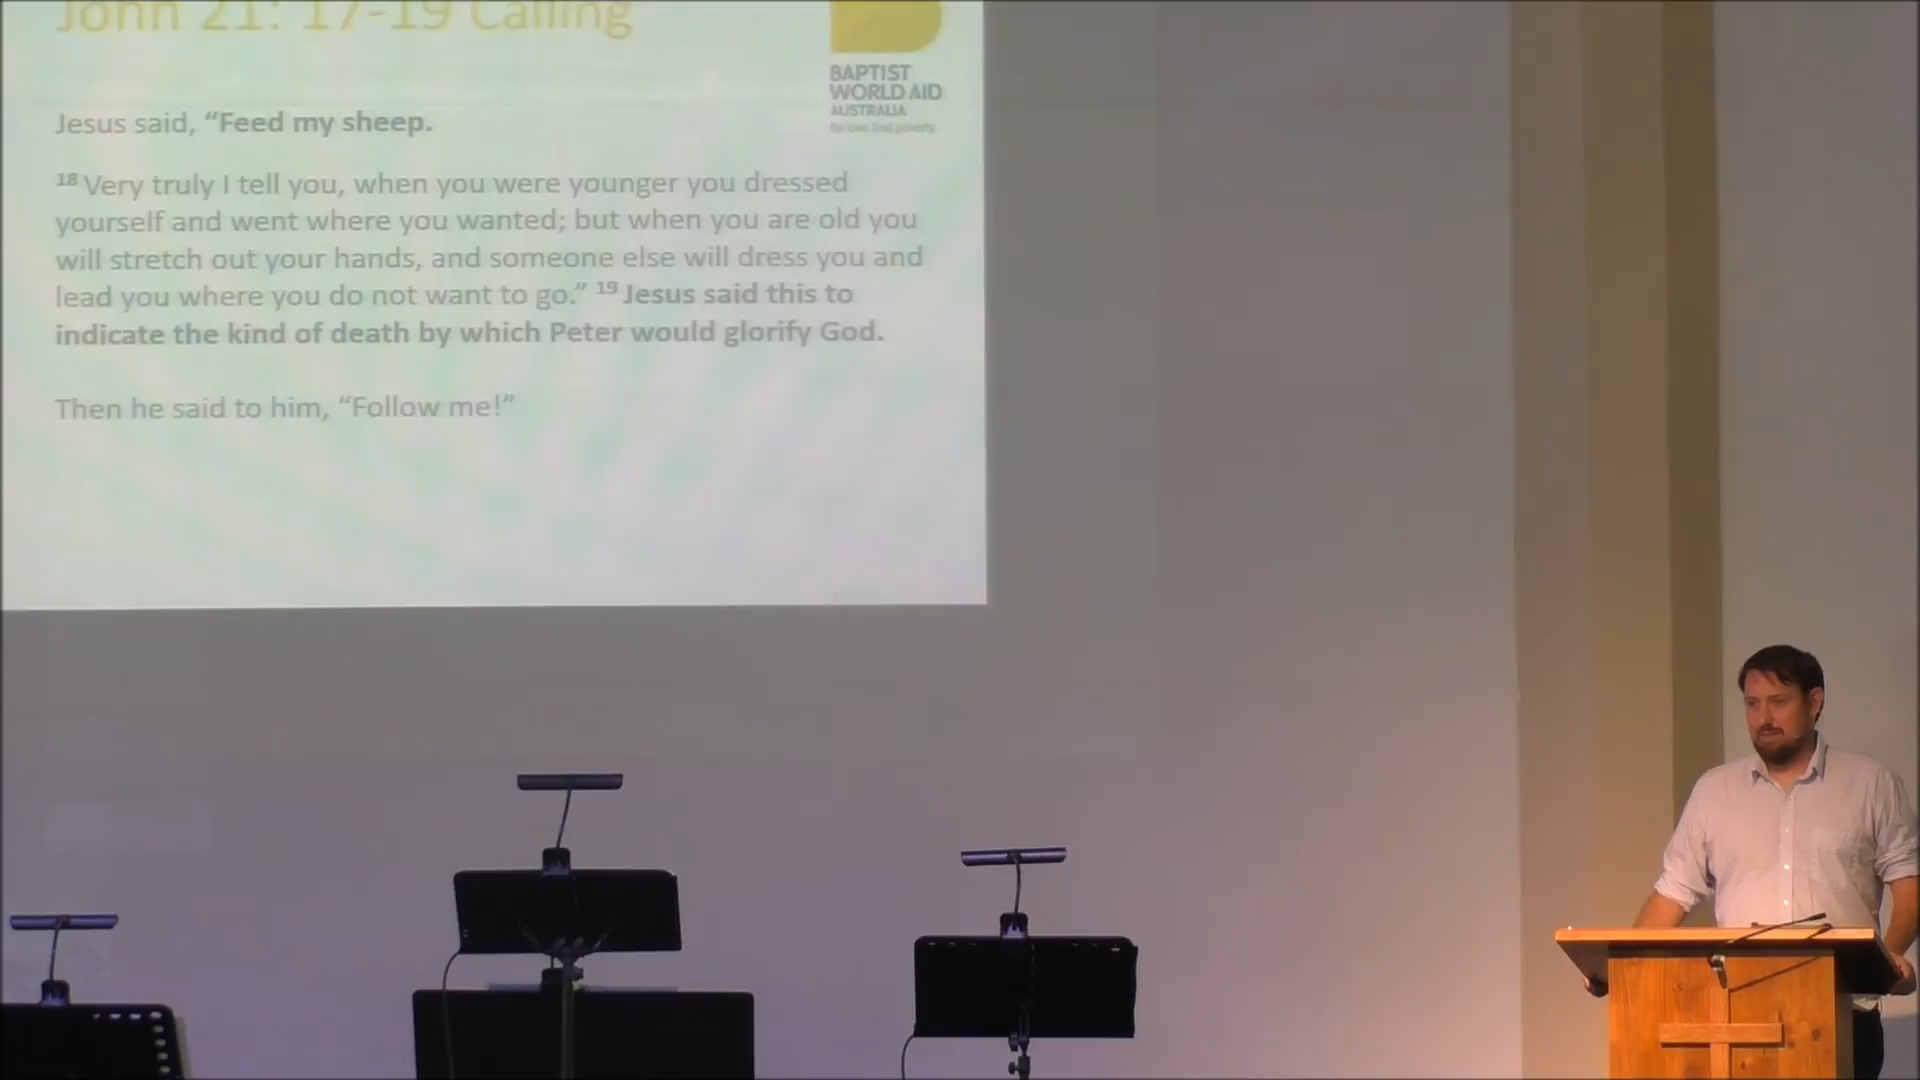 John 21: 17-19 Calling
BAPTIST
WORLD AID
AUSTRALIA
Be love. End poverty
Jesus said, “Feed my sheep.
18 Very truly I tell you, when you were younger you dressed
yourself and went where you wanted; but when you are old you
will stretch out your hands, and someone else will dress you and
lead you where you do not want to go.” 19 Jesus said this to
indicate the kind of death by which Peter would glorify God.
Then he said to him, “Follow me!”